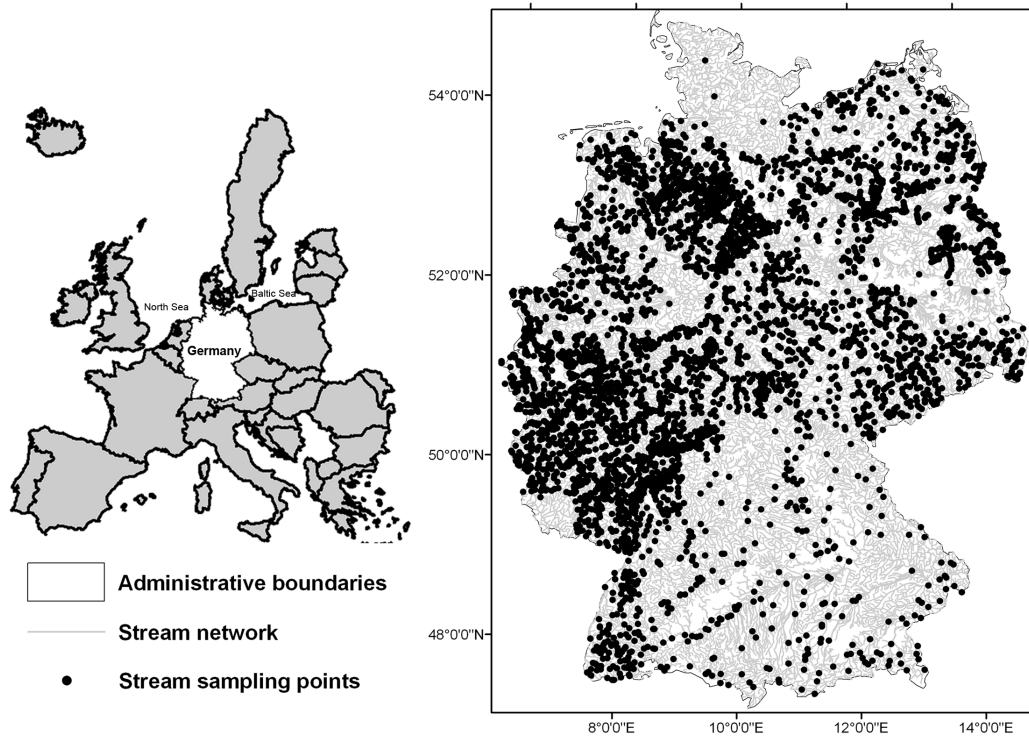 54°0'0"N
North Sea
Baltic Sea
52°0'0"N
Germany
50°0'0"N
Administrative boundaries
Stream network
48°0'0"N
Stream sampling points
8°0'0"E
10°0'0"E
12°0'0"E
14°0'0"E